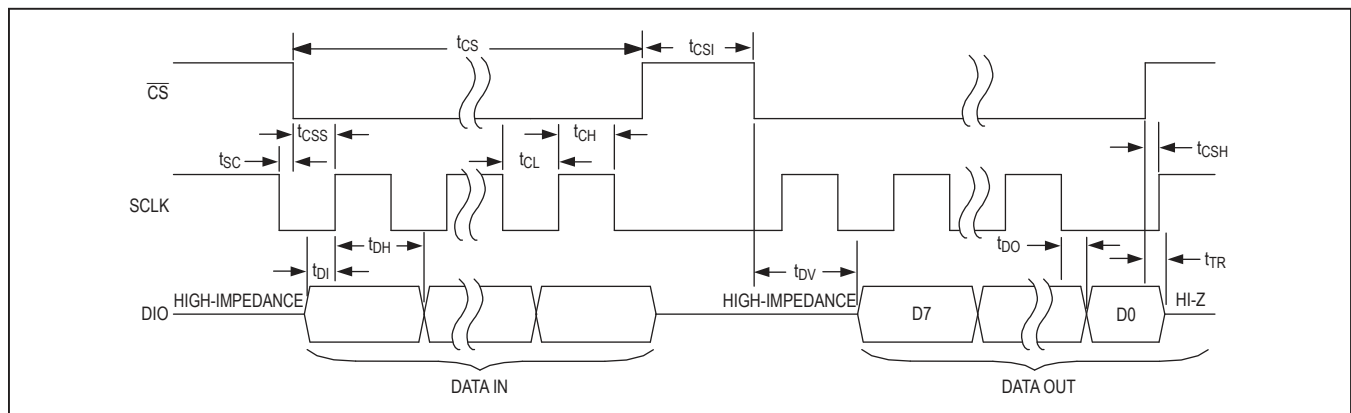 tCS
tCSI
CS
tCSS
tCH
tSC
tCL
tCSH
SCLK
tDH
tDO
tDI
tDV
tTR
HIGH-IMPEDANCE
HIGH-IMPEDANCE
HI-Z
DIO
D7
D0
DATA IN
DATA OUT